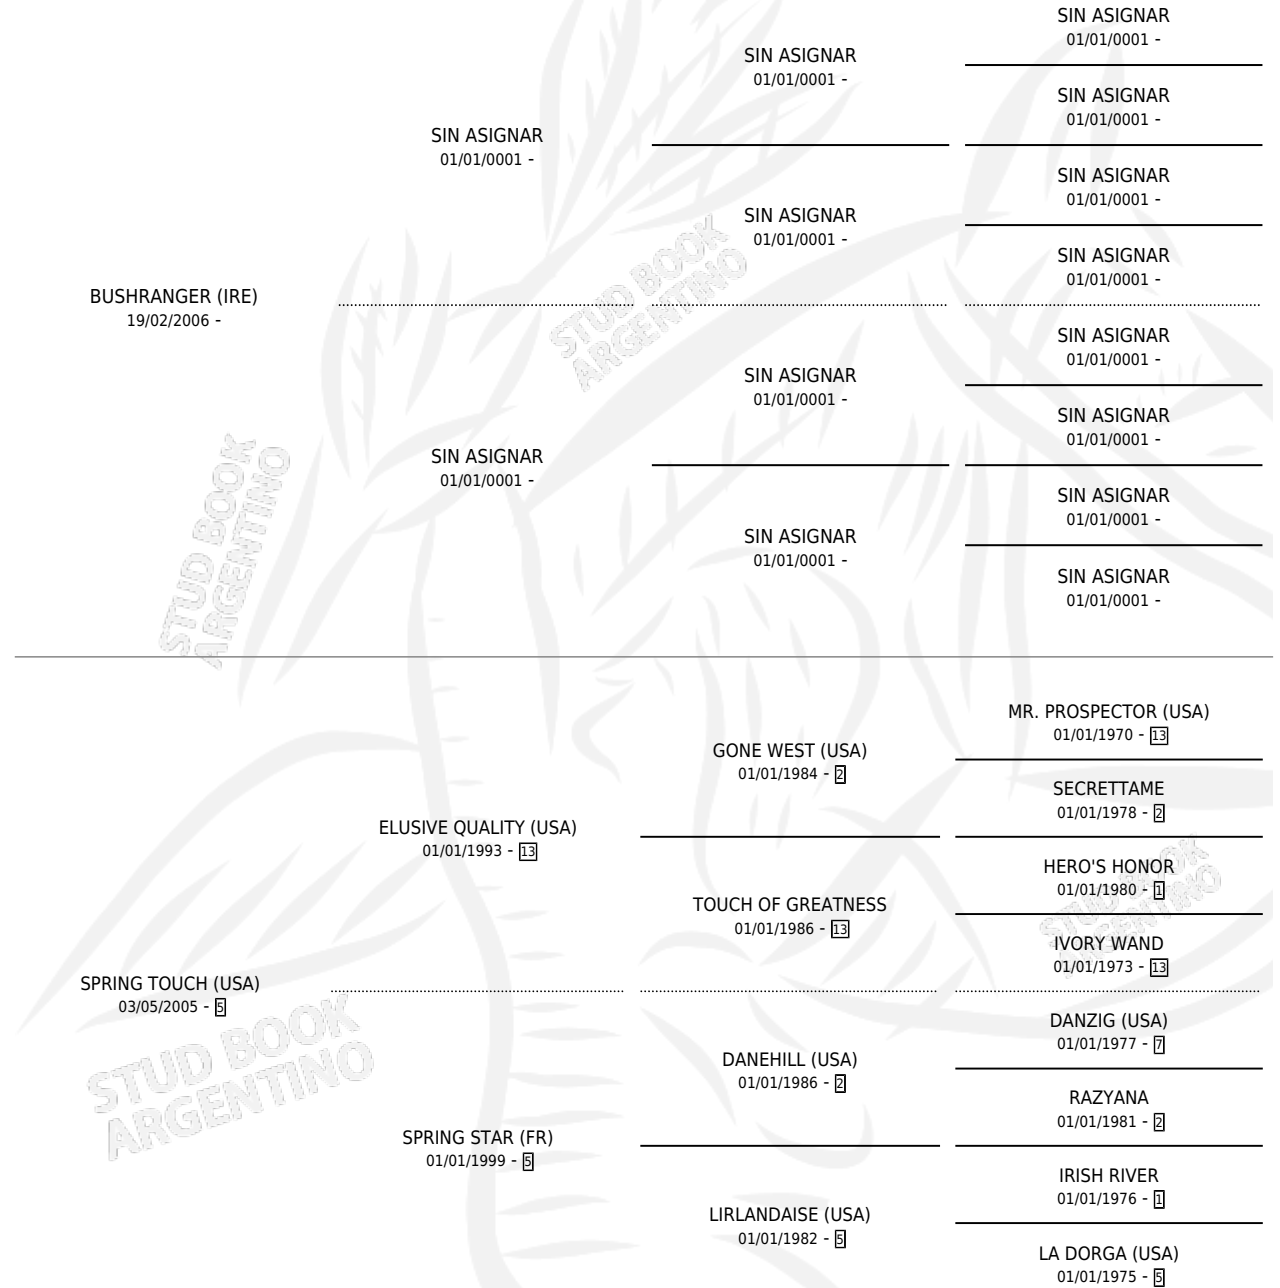 SIN ASIGNAR
01/01/0001 -
SIN ASIGNAR
01/01/0001 -
SIN ASIGNAR
01/01/0001 -
SIN ASIGNAR
01/01/0001 -
SIN ASIGNAR
01/01/0001 -
SIN ASIGNAR
01/01/0001 -
SIN ASIGNAR
01/01/0001 -
STUD BOOK
ARGENTINO
BUSHRANGER (IRE)
19/02/2006 -
SIN ASIGNAR
01/01/0001 -
SIN ASIGNAR
01/01/0001 -
SIN ASIGNAR
01/01/0001 -
SIN ASIGNAR
01/01/0001 -
SIN ASIGNAR
01/01/0001 -
SIN ASIGNAR
01/01/0001 -
SIN ASIGNAR
01/01/0001 -
STUD BOOK
ARGENTINO
MR. PROSPECTOR (USA)
01/01/1970 - 13
GONE WEST (USA)
01/01/1984 - 2
SECRETTAME
01/01/1978 - 2
ELUSIVE QUALITY (USA)
01/01/1993 - 13
HERO'S HONOR
01/01/1980 - 1
TOUCH OF GREATNESS
01/01/1986 - 13
IVORY WAND
01/01/1973 - 13
STUD BOOK
ARGENTINO
SPRING TOUCH (USA)
03/05/2005 - 5
DANZIG (USA)
01/01/1977 - 7
DANEHILL (USA)
01/01/1986 - 2
RAZYANA
01/01/1981 - 2
STUD BOOK
ARGENTINO
SPRING STAR (FR)
01/01/1999 - 5
IRISH RIVER
01/01/1976 - 1
LIRLANDAISE (USA)
01/01/1982 - 5
LA DORGA (USA)
01/01/1975 - 5